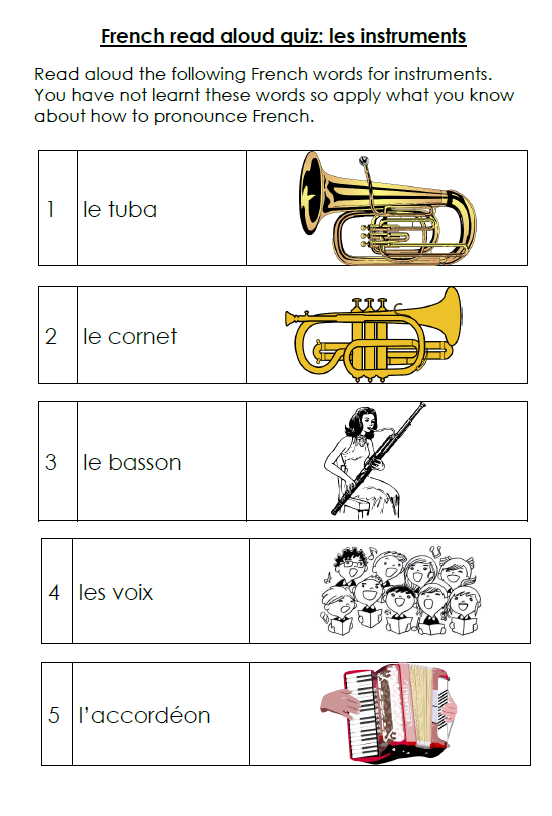 French read aloud quiz: les instruments
Read aloud the following French words for instruments.
You have not learnt these words so apply what you know
about how to pronounce French.
1 le tuba
2 le cornet
3 le basson
4 les voix
5 l'accordéon